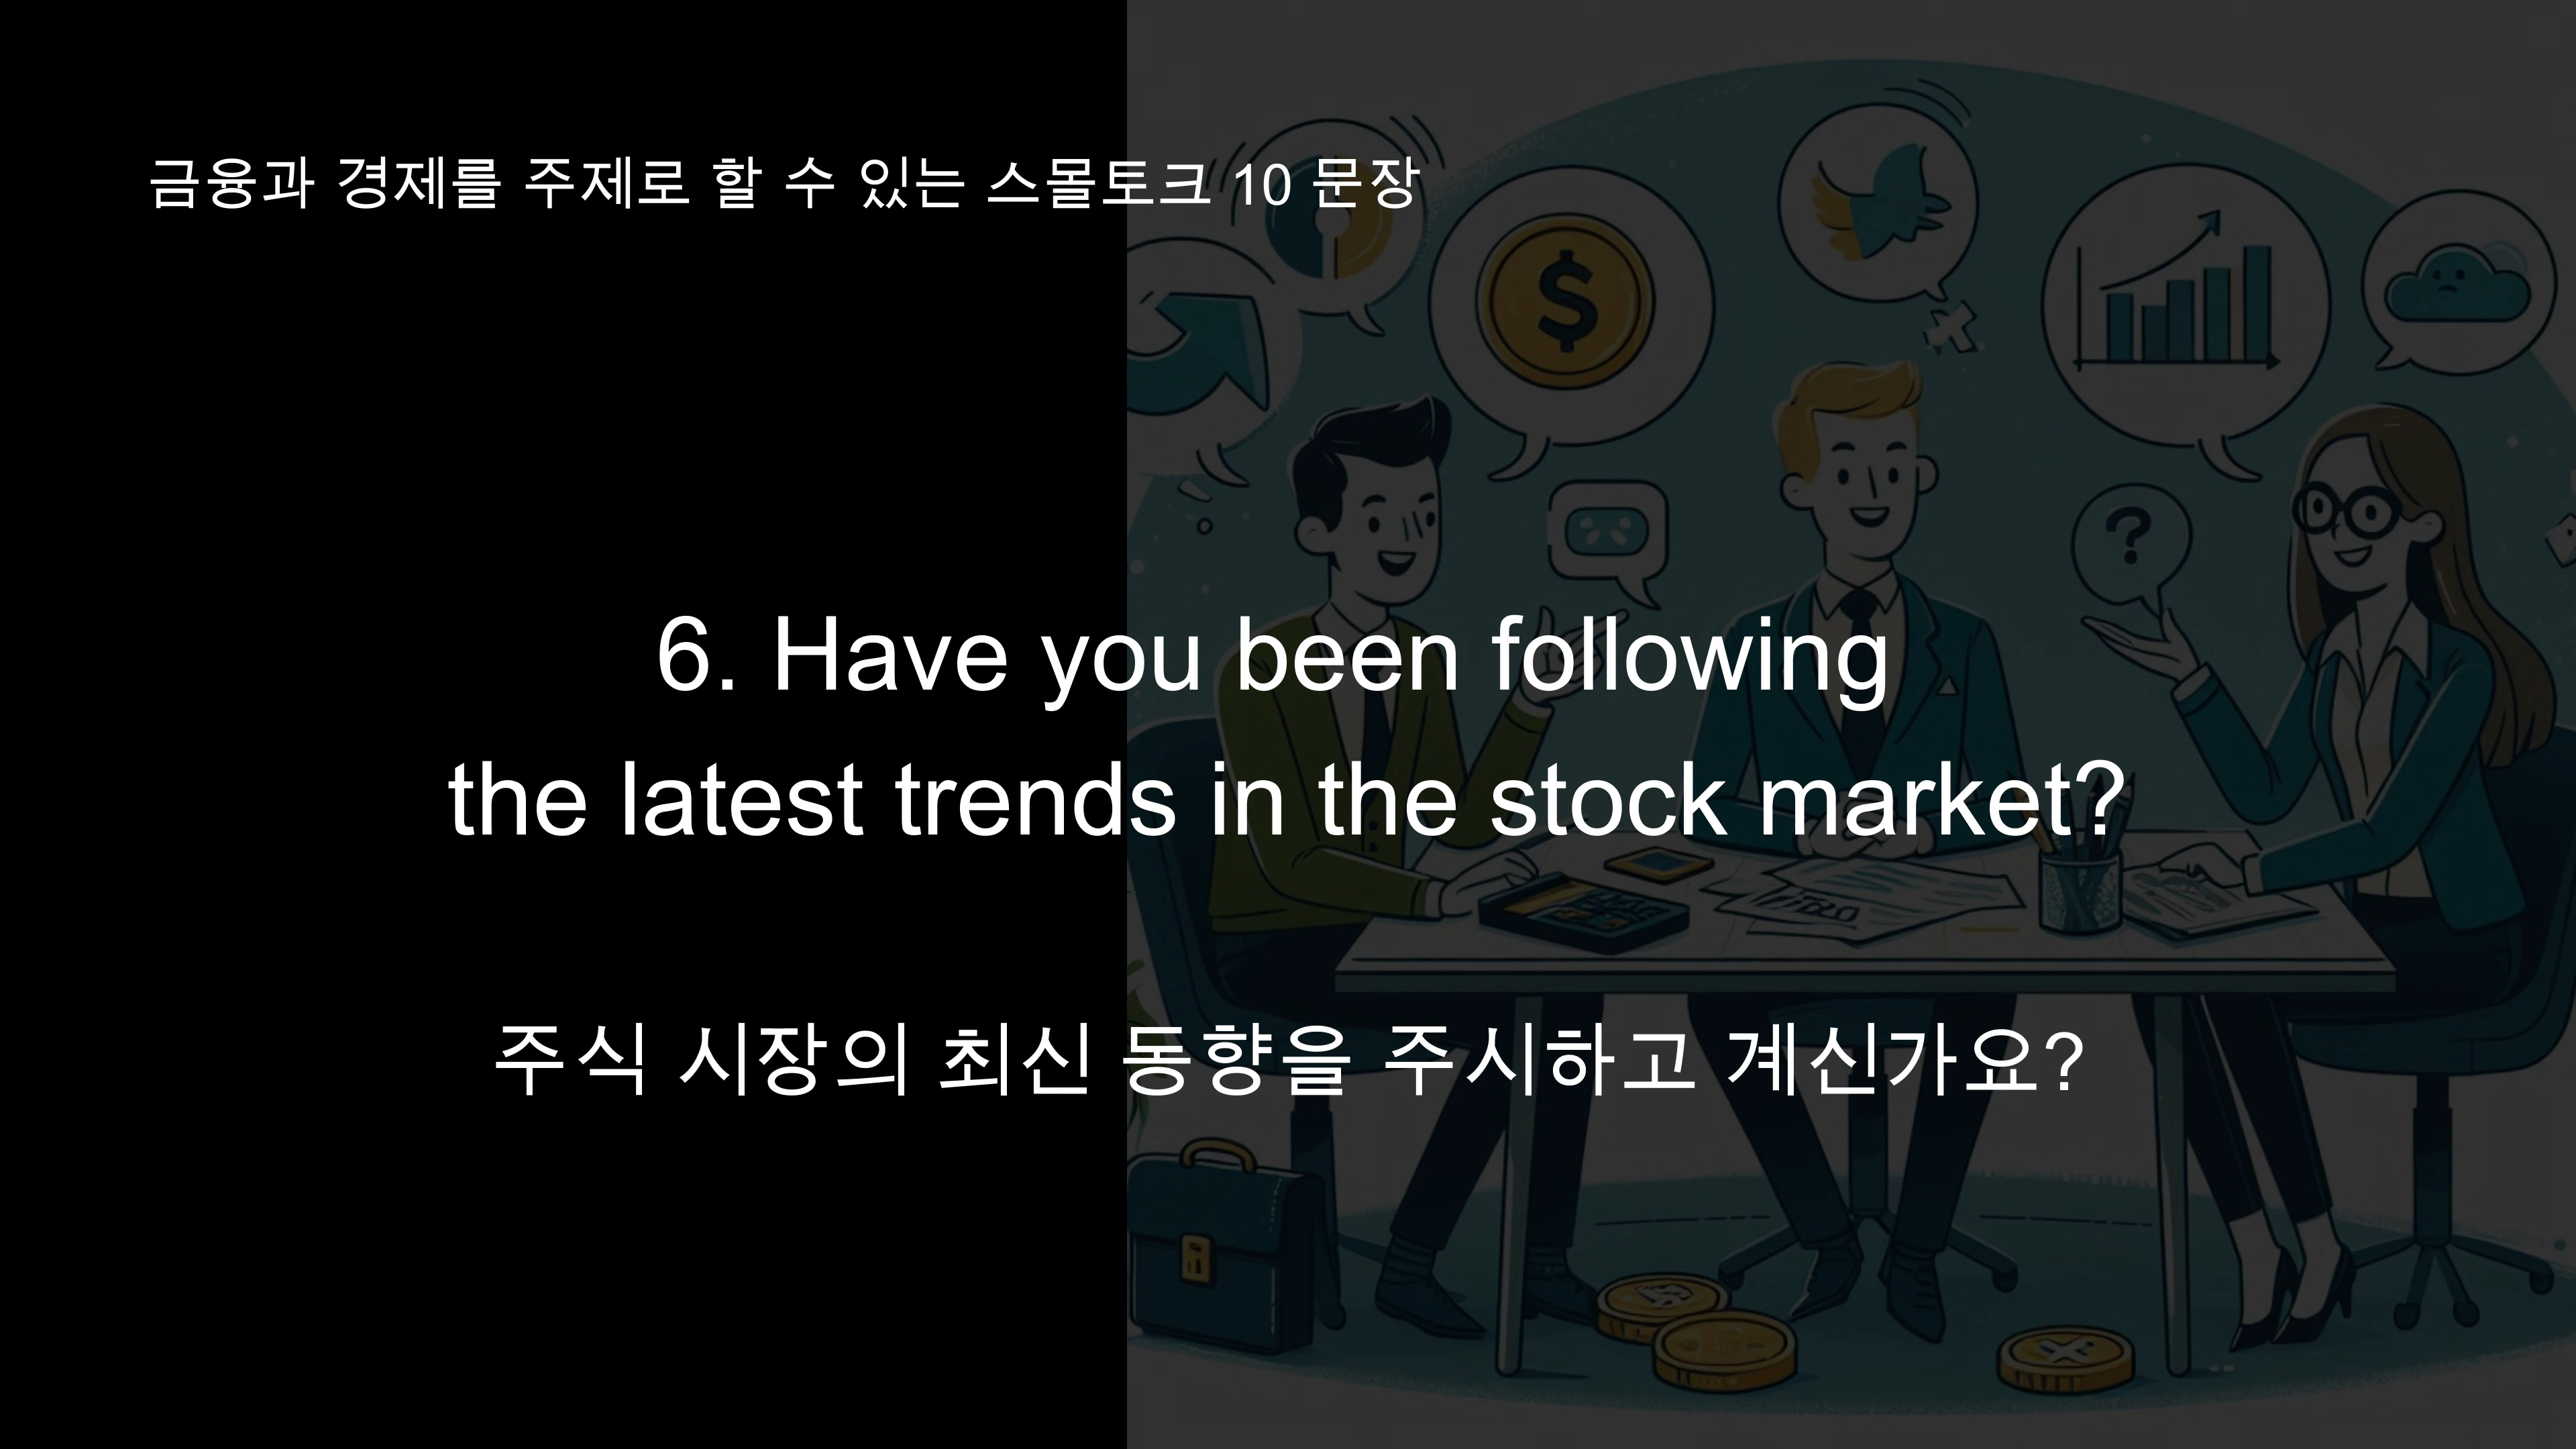 금융과 경제를 주제로 할 수 있는 스몰토크 10 문장
6. Have you been following
the latest trends in the stock market?
주식 시장의 최신 동향을 주시하고 계신가요?